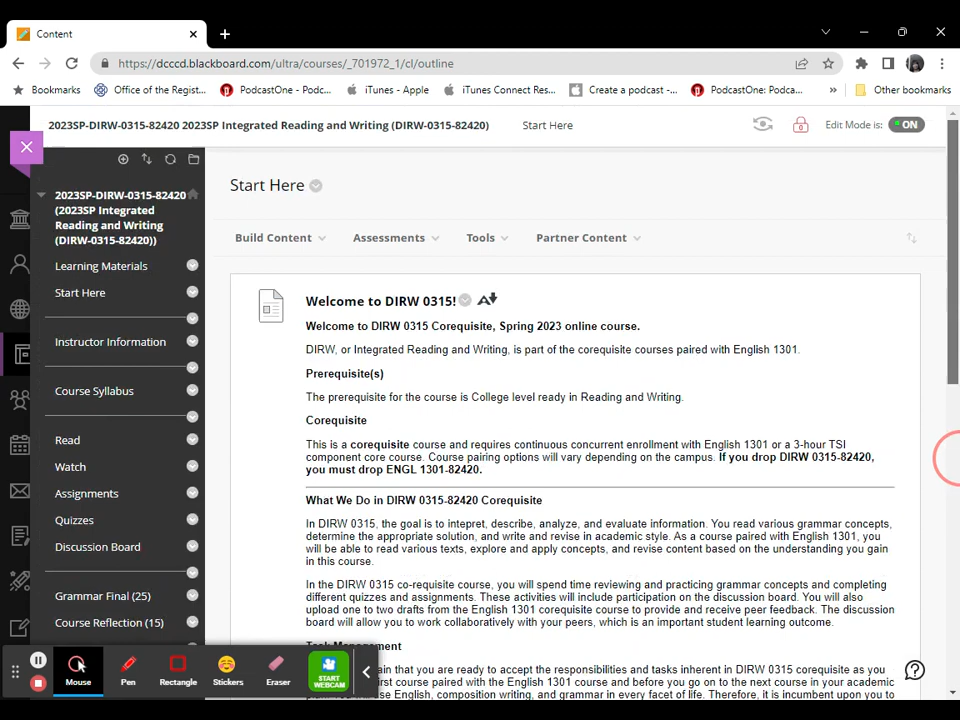 Content
https://dcccd.blackboard.com/ultra/courses/_701972_1/cl/outline
Bookmarks
Office of the Regist...
PodcastOne - Podc...
iTunes - Apple
iTunes Connect Res...
Create a podcast -...
PodcastOne: Podca...
»
Other bookmarks
2023SP-DIRW-0315-82420 2023SP Integrated Reading and Writing (DIRW-0315-82420)
Start Here
Edit Mode is:
ON
2023SP-DIRW-0315-82420
(2023SP Integrated
Reading and Writing
(DIRW-0315-82420))
Learning Materials
Start Here
Instructor Information
Course Syllabus
Read
Watch
Assignments
Quizzes
Discussion Board
Grammar Final (25)
Course Reflection (15)
Start Here
Build Content
Assessments
Tools
Partner Content
Welcome to DIRW 0315!
Welcome to DIRW 0315 Corequisite, Spring 2023 online course.
DIRW, or Integrated Reading and Writing, is part of the corequisite courses paired with English 1301.
Prerequisite(s)
The prerequisite for the course is College level ready in Reading and Writing.
Corequisite
This is a corequisite course and requires continuous concurrent enrollment with English 1301 or a 3-hour TSI
component core course. Course pairing options will vary depending on the campus. If you drop DIRW 0315-82420,
you must drop ENGL 1301-82420.
What We Do in DIRW 0315-82420 Corequisite
In DIRW 0315, the goal is to intepret, describe, analyze, and evaluate information. You read various grammar concepts,
determine the appropriate solution, and write and revise in academic style. As a course paired with English 1301, you
will be able to read various texts, explore and apply concepts, and revise content based on the understanding you gain
in this course.
In the DIRW 0315 co-requisite course, you will spend time reviewing and practicing grammar concepts and completing
different quizzes and assignments. These activities will include participation on the discussion board. You will also
upload one to two drafts from the English 1301 corequisite course to provide and receive peer feedback. The discussion
board will allow you to work collaboratively with your peers, which is an important student learning outcome.
ment
ain that you are ready to accept the responsibilities and tasks inherent in DIRW 0315 corequisite as you
rst course paired with the English 1301 course and before you go on to the next course in your academic
se English, composition writing, and grammar in every facet of life. Therefore, it is incumbent upon you to
Mouse
Pen
Rectangle
Stickers
Eraser
START
WEBCAM